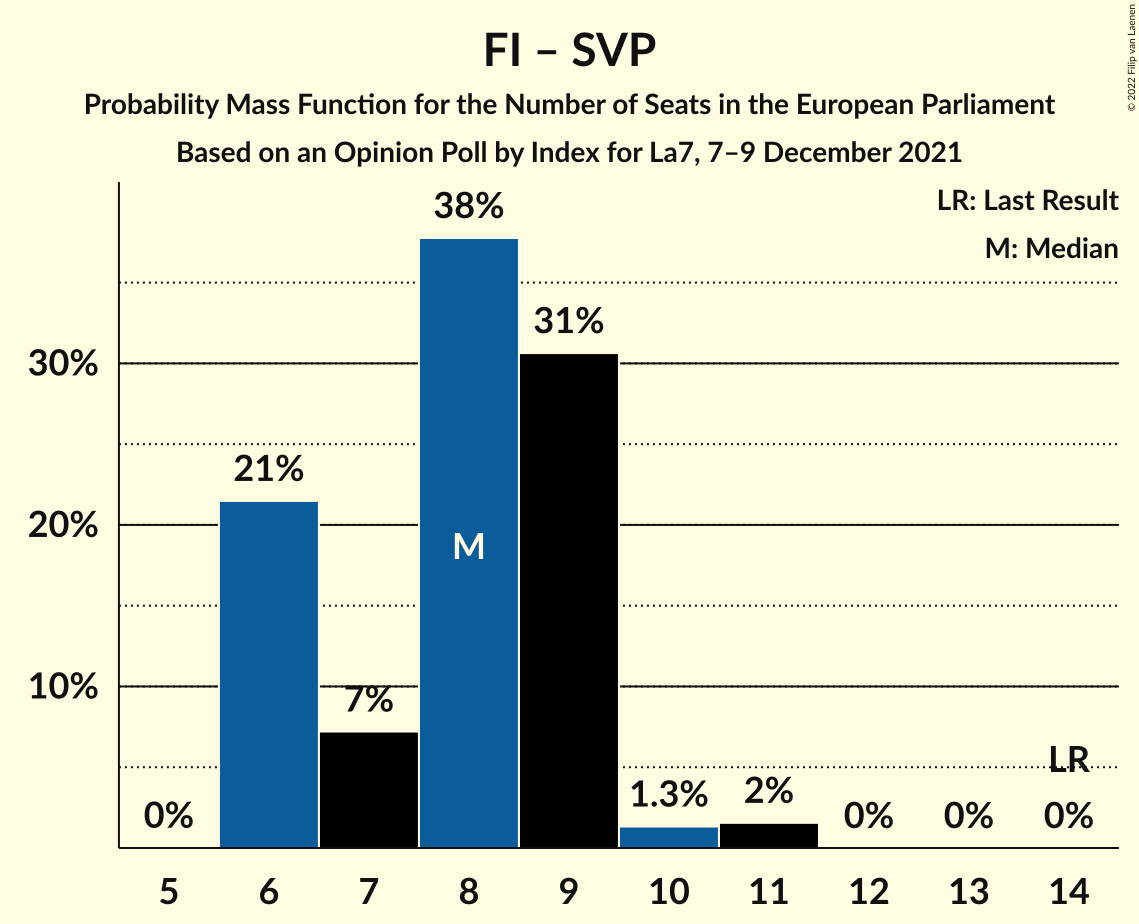 FI – SVP
Probability Mass Function for the Number of Seats in the European Parliament
Based on an Opinion Poll by Index for La7, 7–9 December 2021
© 2022 Filip van Laenen
LR: Last Result
M: Median
38%
31%
30%
21%
20%
M
10%
7%
LR
0%
1.3%
2%
0%
0%
0%
5 6 7 8 9 10 11 12 13 14